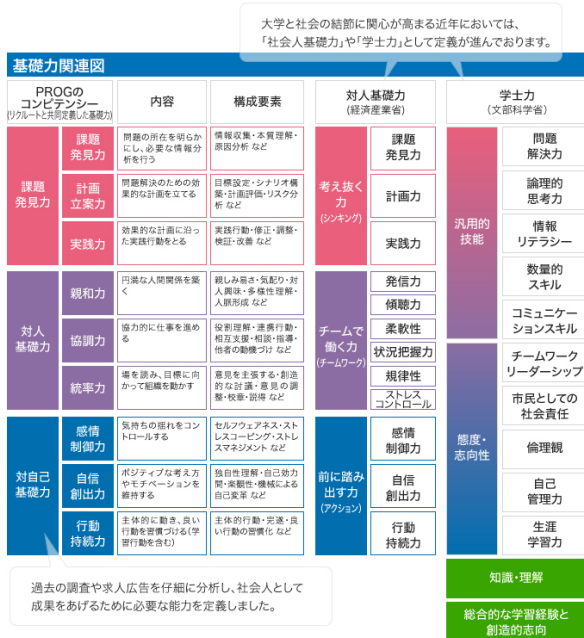 大学と社会の結節に関心が高まる近年においては、
「社会人基礎力」や「学士力」として定義が進んでおります。
基礎力関連図
PROGの
コンピテンシー
(リクルートと共同定義した基礎力)
内容
構成要素
対人基礎力
(経済産業省)
学士力
(文部科学省)
課題
発見力
課題
発見力
問題の所在を明らか
にし、必要な情報分
析を行う
情報収集・本質理解・
原因分析 など
計画
立案力
問題解決のための効
果的な計画を立てる
目標設定・シナリオ構
築・計画評価・リスク分
析 など
実践力
効果的な計画に沿っ
た実践行動をとる
実践行動・修正・調整・
検証・改善 など
対人
基礎力
親和力
円満な人間関係を築
く
親しみ易さ・気配り・対
人興味・多様性理解・
人脈形成 など
協調力
協力的に仕事を進め
る
役割理解・連携行動・
相互支援・相談・指導・
他者の動機づけ など
統率力
場を読み、目標に向
かって組織を動かす
意見を主張する・創造
的な討議・意見の調
整・校章・説得 など
対自己
基礎力
感情
制御力
気持ちの揺れをコン
トロールする
セルフウェアネス・スト
レスコーピング・ストレ
スマネジメント など
自信
創出力
ポジティブな考え方
やモチベーションを
維持する
独自性理解・自己効力
間・楽観性・機械による
自己変革 など
行動
持続力
主体的に動き、良い
行動を習慣づける(学
習行動を含む)
主体的行動・完遂・良
い行動の習慣化 など
考え抜く
力
(シンキング)
課題
発見力
計画力
実践力
チームで
働く力
(チームワーク)
発信力
傾聴力
柔軟性
状況把握力
規律性
ストレス
コントロール
前に踏み
出す力
(アクション)
感情
制御力
自信
創出力
行動
持続力
汎用的
技能
問題
解決力
論理的
思考力
情報
リテラシー
数量的
スキル
コミュニケー
ションスキル
態度・
志向性
チームワーク
リーダーシップ
市民としての
社会責任
倫理観
自己
管理力
生涯
学習力
知識・理解
総合的な学習経験と
創造的志向
過去の調査や求人広告を仔細に分析し、社会人として
成果をあげるために必要な能力を定義しました。